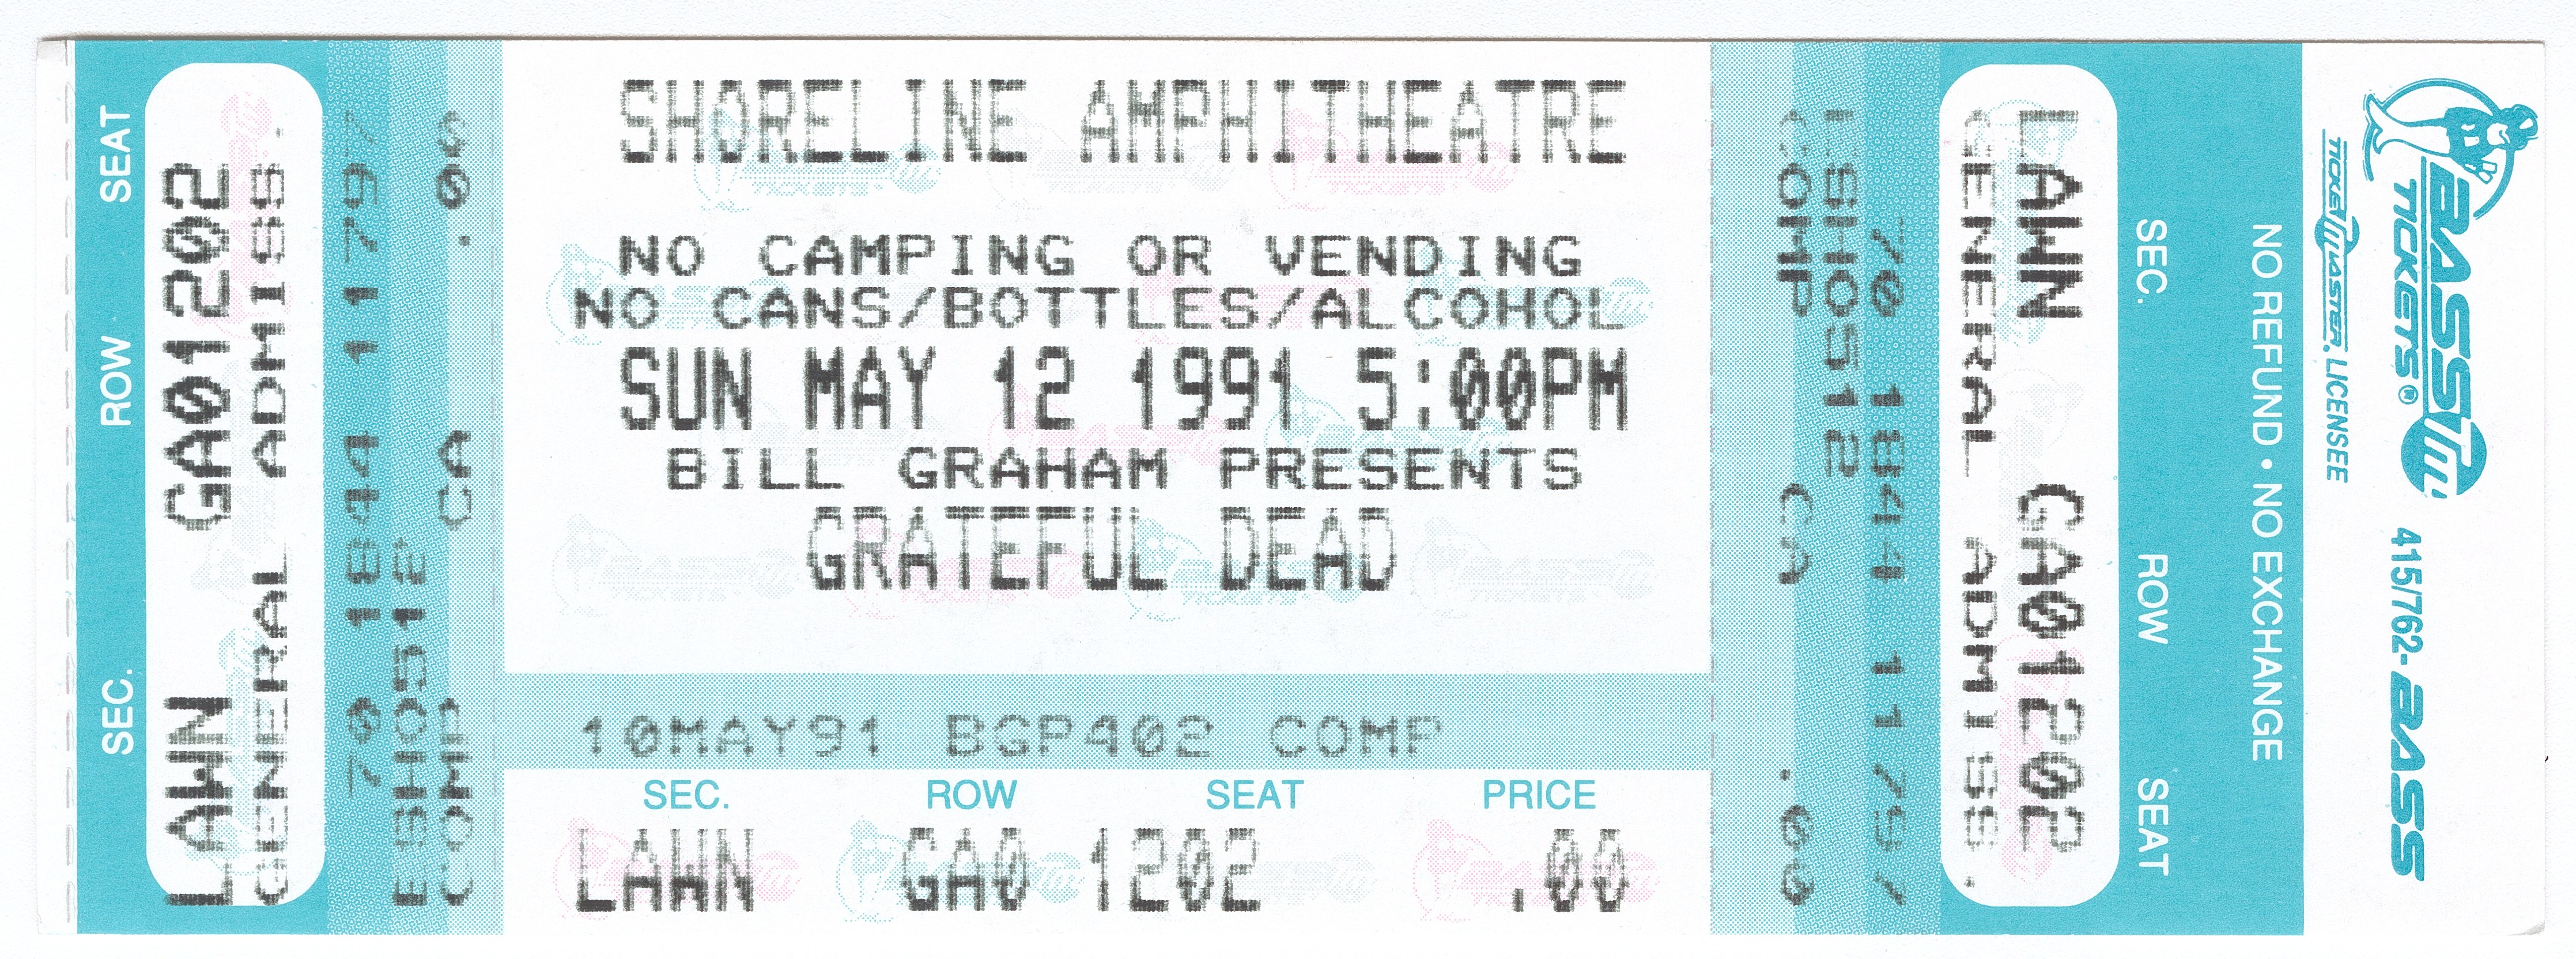 SEC. ROW SEAT
LAWN GA01202
GENERAL ADMISS.
70 1844 11797
ESH0512
COMP CA .00
SHORELINE AMPHITHEATRE
NO CAMPING OR VENDING
NO CANS/BOTTLES/ALCOHOL
SUN MAY 12 1991 5:00PM
BILL GRAHAM PRESENTS
GRATEFUL DEAD
10MAY91 BGP402 COMP
SEC. ROW SEAT PRICE
LAWN GA0 1202 .00
COMP CA .00
ESH0512
70 1844 11797
GENERAL ADMISS.
LAWN GA01202
SEC. ROW SEAT
NO REFUND • NO EXCHANGE
TICKETMASTER. LICENSEE
BASS Tm
TICKETS®
415/762-BASS